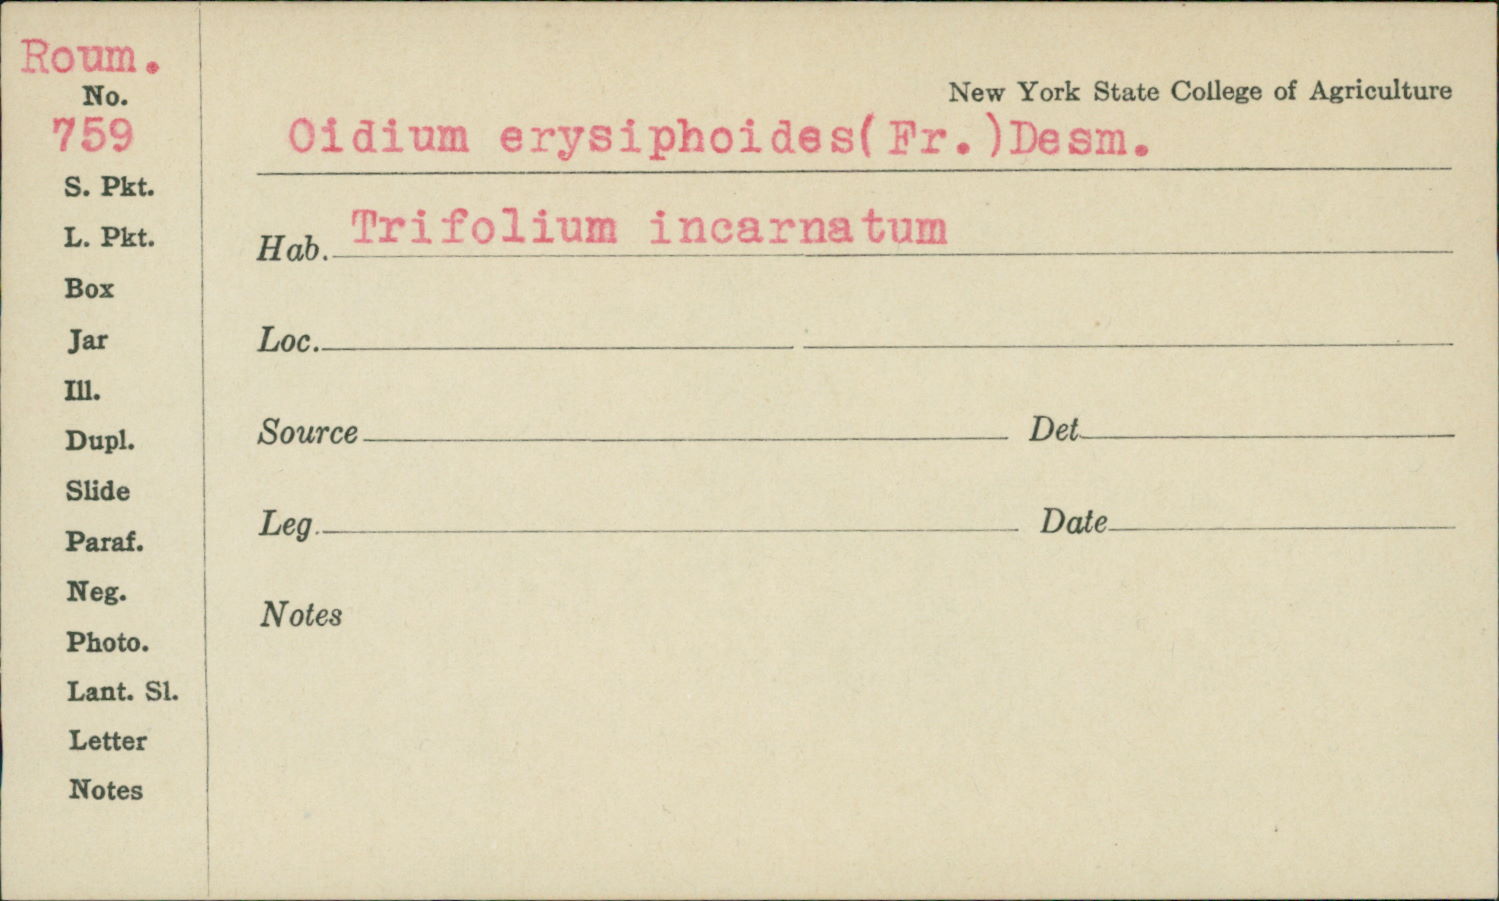 Roum.
No.
759
S. Pkt.
L. Pkt.
Box
Jar
Ill.
Dupl.
Slide
Paraf.
Neg.
Photo.
Lant. Sl.
Letter
Notes
New York State College of Agriculture
Oidium erysiphoides(Fr.)Desm.
Hab. Trifolium incarnatum
Loc.
Source Det.
Leg. Date
Notes